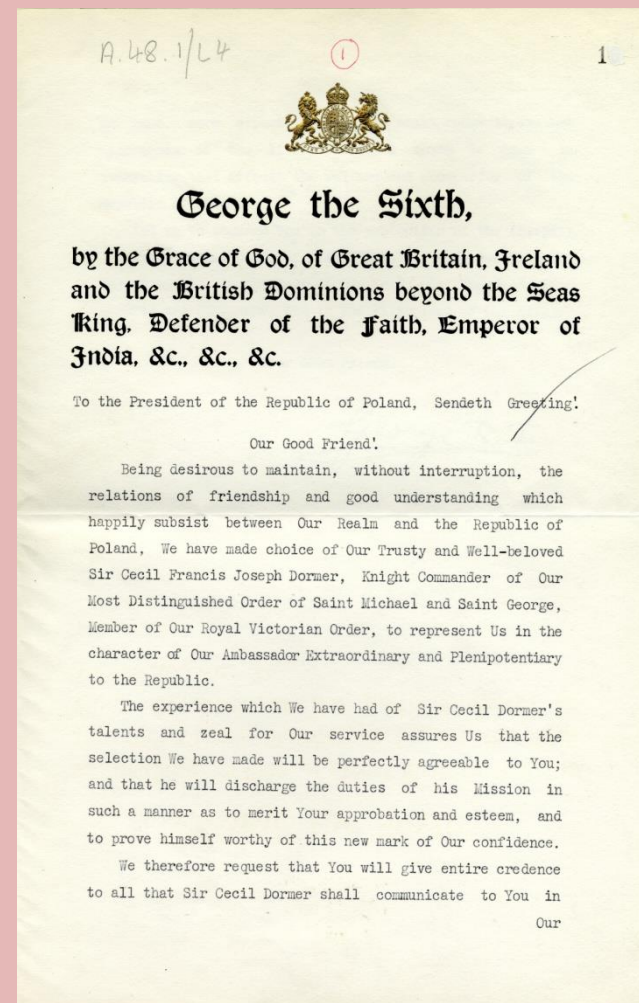 A.48.1/L4
1
1
George the Sixth,
by the Grace of God, of Great Britain, Ireland
and the British Dominions beyond the Seas
King, Defender of the Faith, Emperor of
India, &c., &c., &c.
To the President of the Republic of Poland, Sendeth Greeting!
Our Good Friend!
Being desirous to maintain, without interruption, the
relations of friendship and good understanding which
happily subsist between Our Realm and the Republic of
Poland, We have made choice of Our Trusty and Well-beloved
Sir Cecil Francis Joseph Dormer, Knight Commander of Our
Most Distinguished Order of Saint Michael and Saint George,
Member of Our Royal Victorian Order, to represent Us in the
character of Our Ambassador Extraordinary and Plenipotentiary
to the Republic.
The experience which We have had of Sir Cecil Dormer's
talents and zeal for Our service assures Us that the
selection We have made will be perfectly agreeable to You;
and that he will discharge the duties of his Mission in
such a manner as to merit Your approbation and esteem, and
to prove himself worthy of this new mark of Our confidence.
We therefore request that You will give entire credence
to all that Sir Cecil Dormer shall communicate to You in
Our